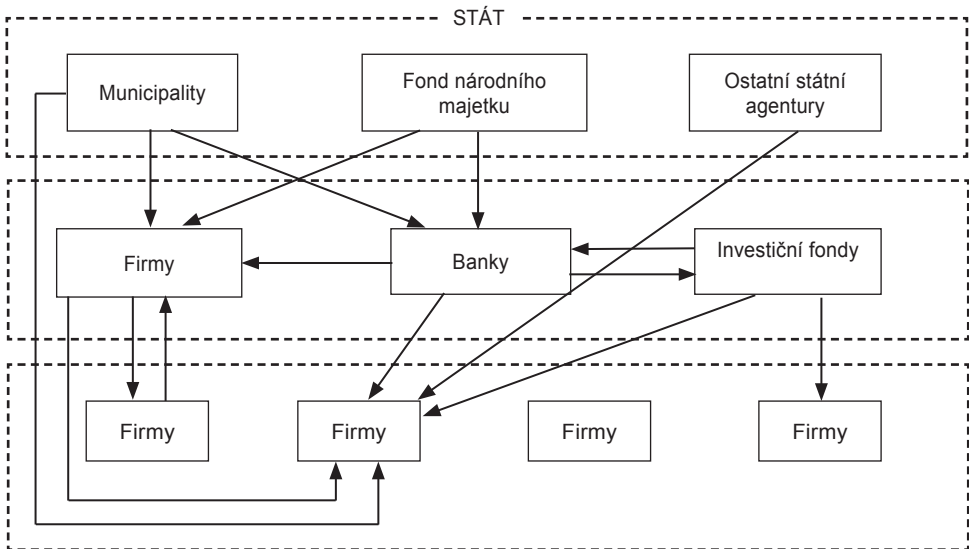 STÁT
Municipality
Fond národního
majetku
Ostatní státní
agentury
Firmy
Banky
Investiční fondy
Firmy
Firmy
Firmy
Firmy